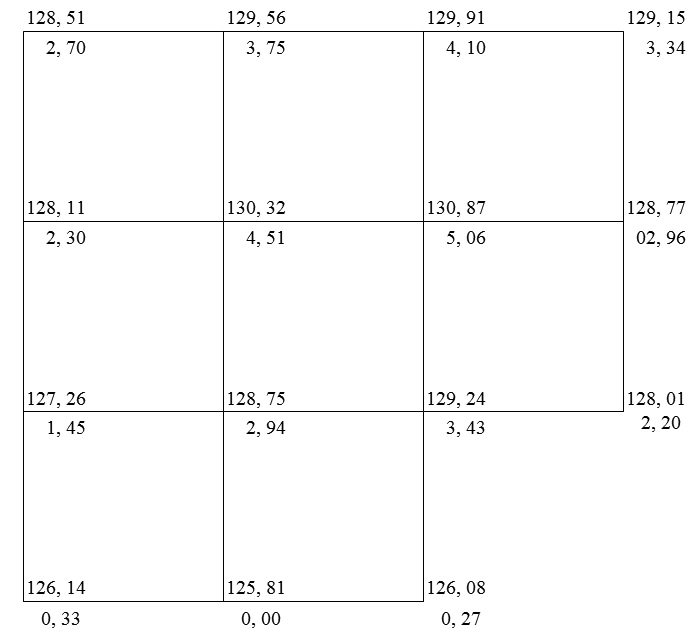 128, 51 129, 56 129, 91 129, 15
2, 70 3, 75 4, 10 3, 34
128, 11 130, 32 130, 87 128, 77
2, 30 4, 51 5, 06 02, 96
127, 26 128, 75 129, 24 128, 01
1, 45 2, 94 3, 43 2, 20
126, 14 125, 81 126, 08
0, 33 0, 00 0, 27